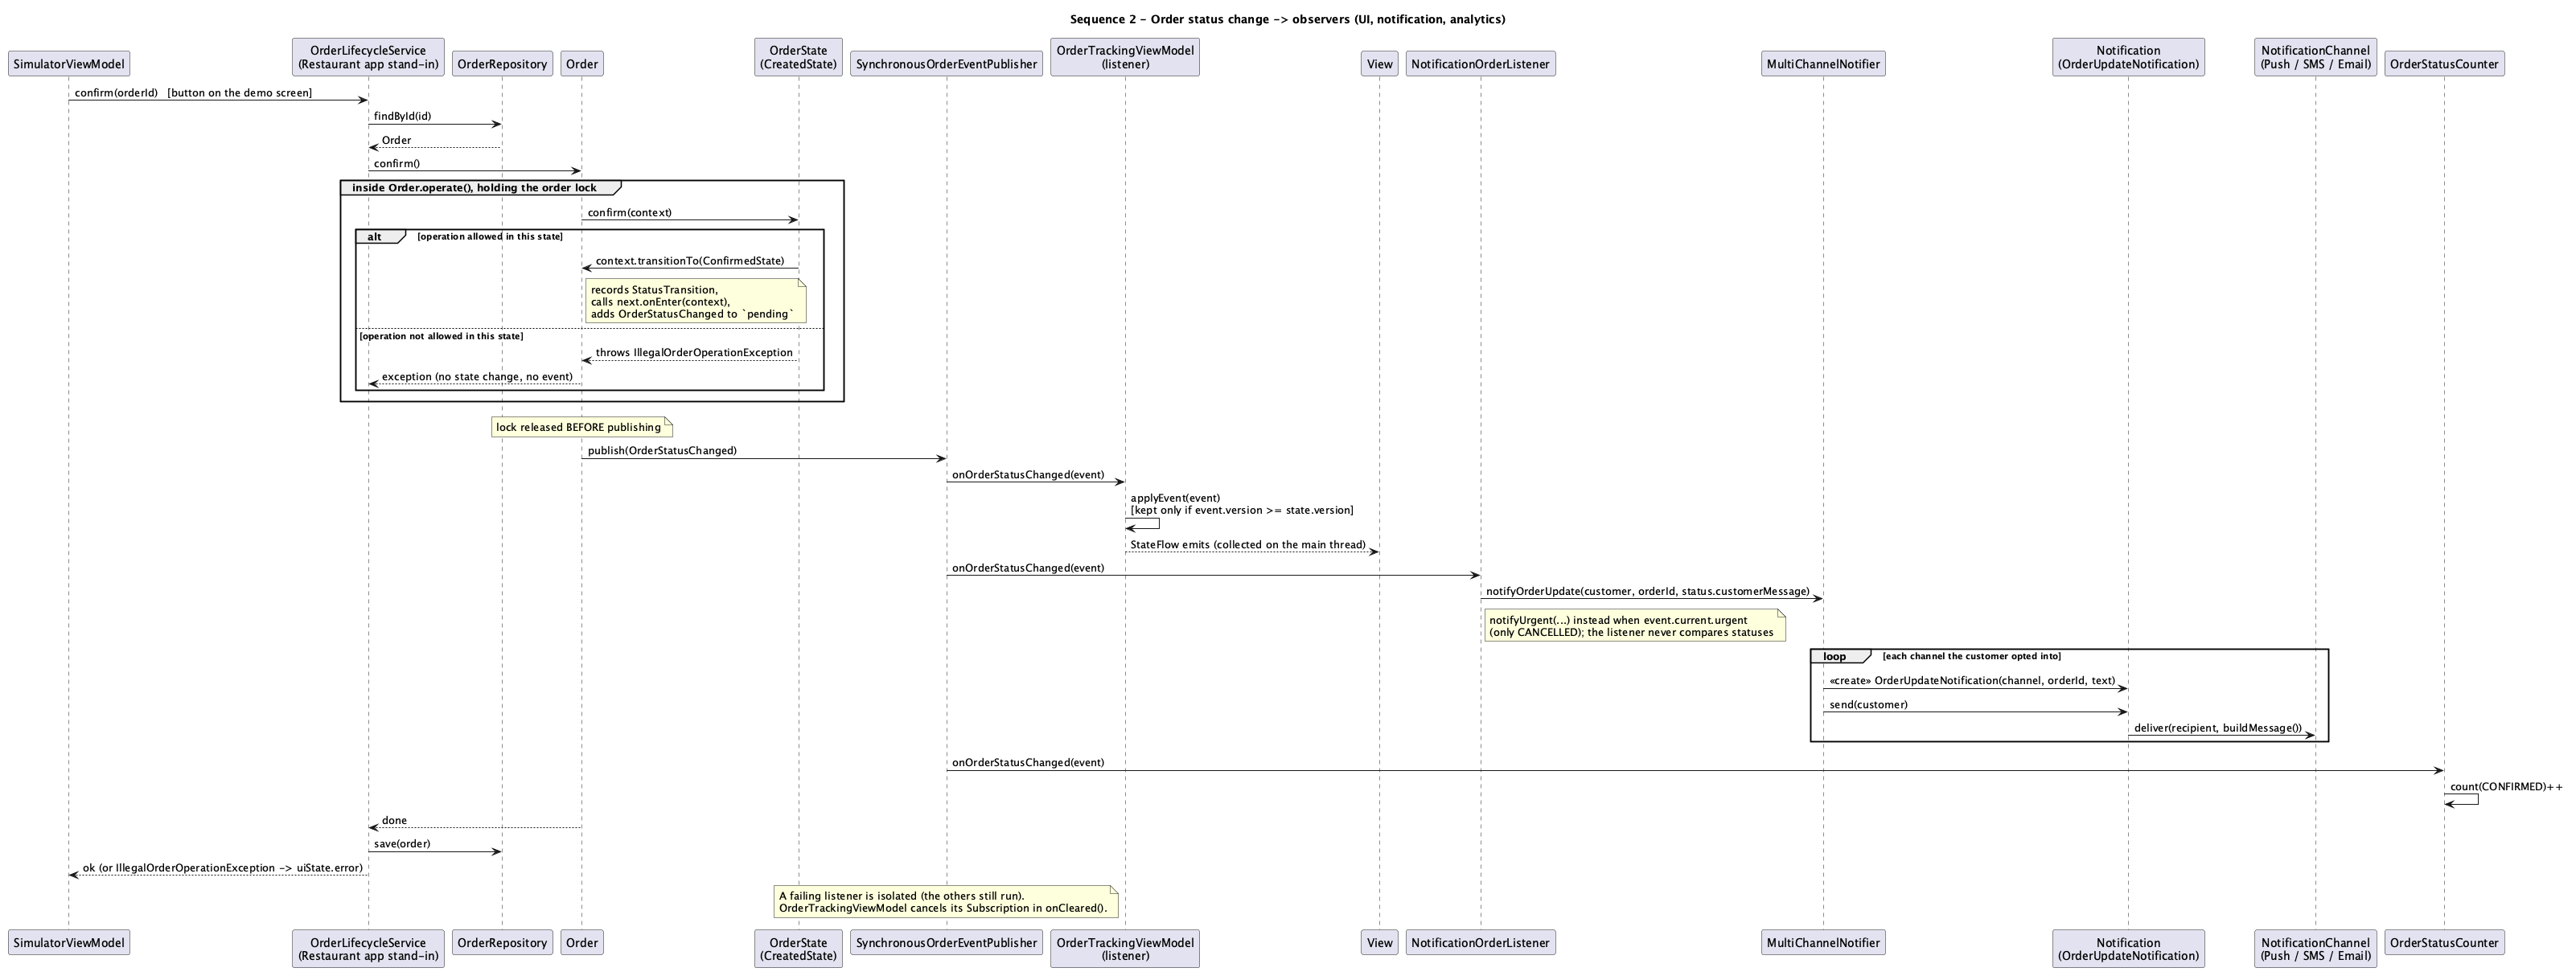 Sequence 2 - Order status change -> observers (UI, notification, analytics)
SimulatorViewModel
OrderLifecycleService
(Restaurant app stand-in)
OrderRepository
Order
OrderState
(CreatedState)
SynchronousOrderEventPublisher
OrderTrackingViewModel
(listener)
View
NotificationOrderListener
MultiChannelNotifier
Notification
(OrderUpdateNotification)
NotificationChannel
(Push / SMS / Email)
OrderStatusCounter
confirm(orderId)   [button on the demo screen]
findById(id)
Order
confirm()
inside Order.operate(), holding the order lock
confirm(context)
alt [operation allowed in this state]
context.transitionTo(ConfirmedState)
records StatusTransition,
calls next.onEnter(context),
adds OrderStatusChanged to `pending`
[operation not allowed in this state]
throws IllegalOrderOperationException
exception (no state change, no event)
lock released BEFORE publishing
publish(OrderStatusChanged)
onOrderStatusChanged(event)
applyEvent(event)
[kept only if event.version >= state.version]
StateFlow emits (collected on the main thread)
onOrderStatusChanged(event)
notifyOrderUpdate(customer, orderId, status.customerMessage)
notifyUrgent(...) instead when event.current.urgent
(only CANCELLED); the listener never compares statuses
loop [each channel the customer opted into]
«create» OrderUpdateNotification(channel, orderId, text)
send(customer)
deliver(recipient, buildMessage())
onOrderStatusChanged(event)
count(CONFIRMED)++
done
save(order)
ok (or IllegalOrderOperationException -> uiState.error)
A failing listener is isolated (the others still run).
OrderTrackingViewModel cancels its Subscription in onCleared().
SimulatorViewModel
OrderLifecycleService
(Restaurant app stand-in)
OrderRepository
Order
OrderState
(CreatedState)
SynchronousOrderEventPublisher
OrderTrackingViewModel
(listener)
View
NotificationOrderListener
MultiChannelNotifier
Notification
(OrderUpdateNotification)
NotificationChannel
(Push / SMS / Email)
OrderStatusCounter